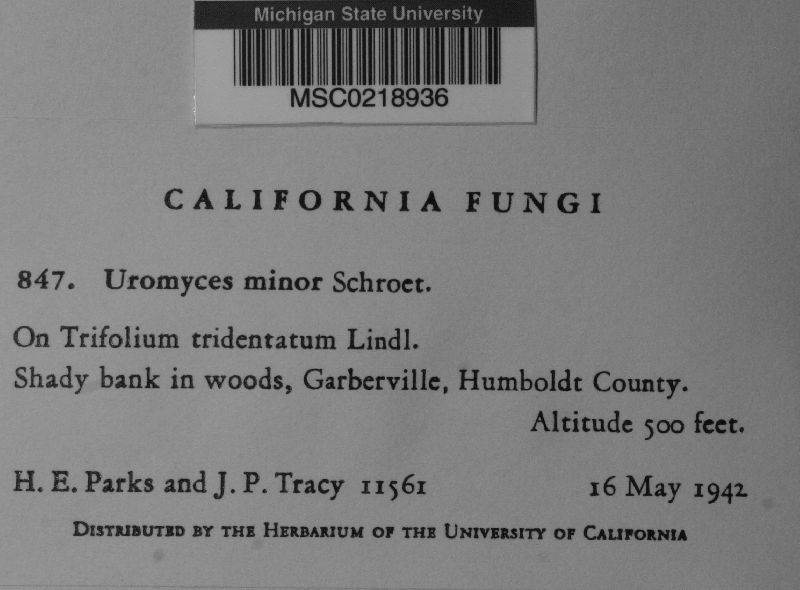 Michigan State University
MSC0218936
CALIFORNIA FUNGI
847. Uromyces minor Schroet.
On Trifolium tridentatum Lindl.
Shady bank in woods, Garberville, Humboldt County.
Altitude 500 feet.
H. E. Parks and J. P. Tracy 11561
16 May 1942
Distributed by the Herbarium of the University of California